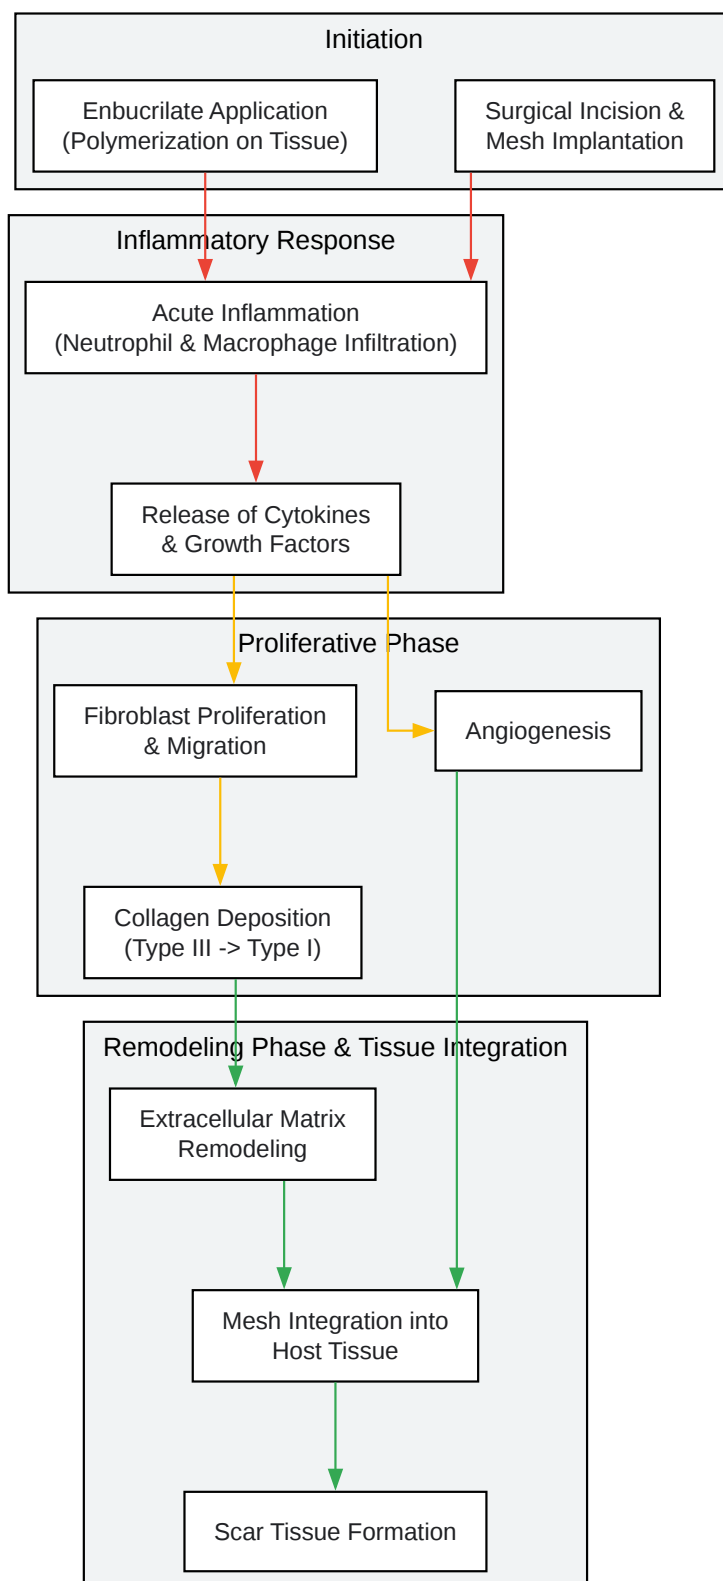 Initiation
Enbucrilate Application
(Polymerization on Tissue)
Surgical Incision &
Mesh Implantation
Inflammatory Response
Acute Inflammation
(Neutrophil & Macrophage Infiltration)
Release of Cytokines
& Growth Factors
Proliferative Phase
Fibroblast Proliferation
& Migration
Angiogenesis
Collagen Deposition
(Type III -> Type I)
Remodeling Phase & Tissue Integration
Extracellular Matrix
Remodeling
Mesh Integration into
Host Tissue
Scar Tissue Formation